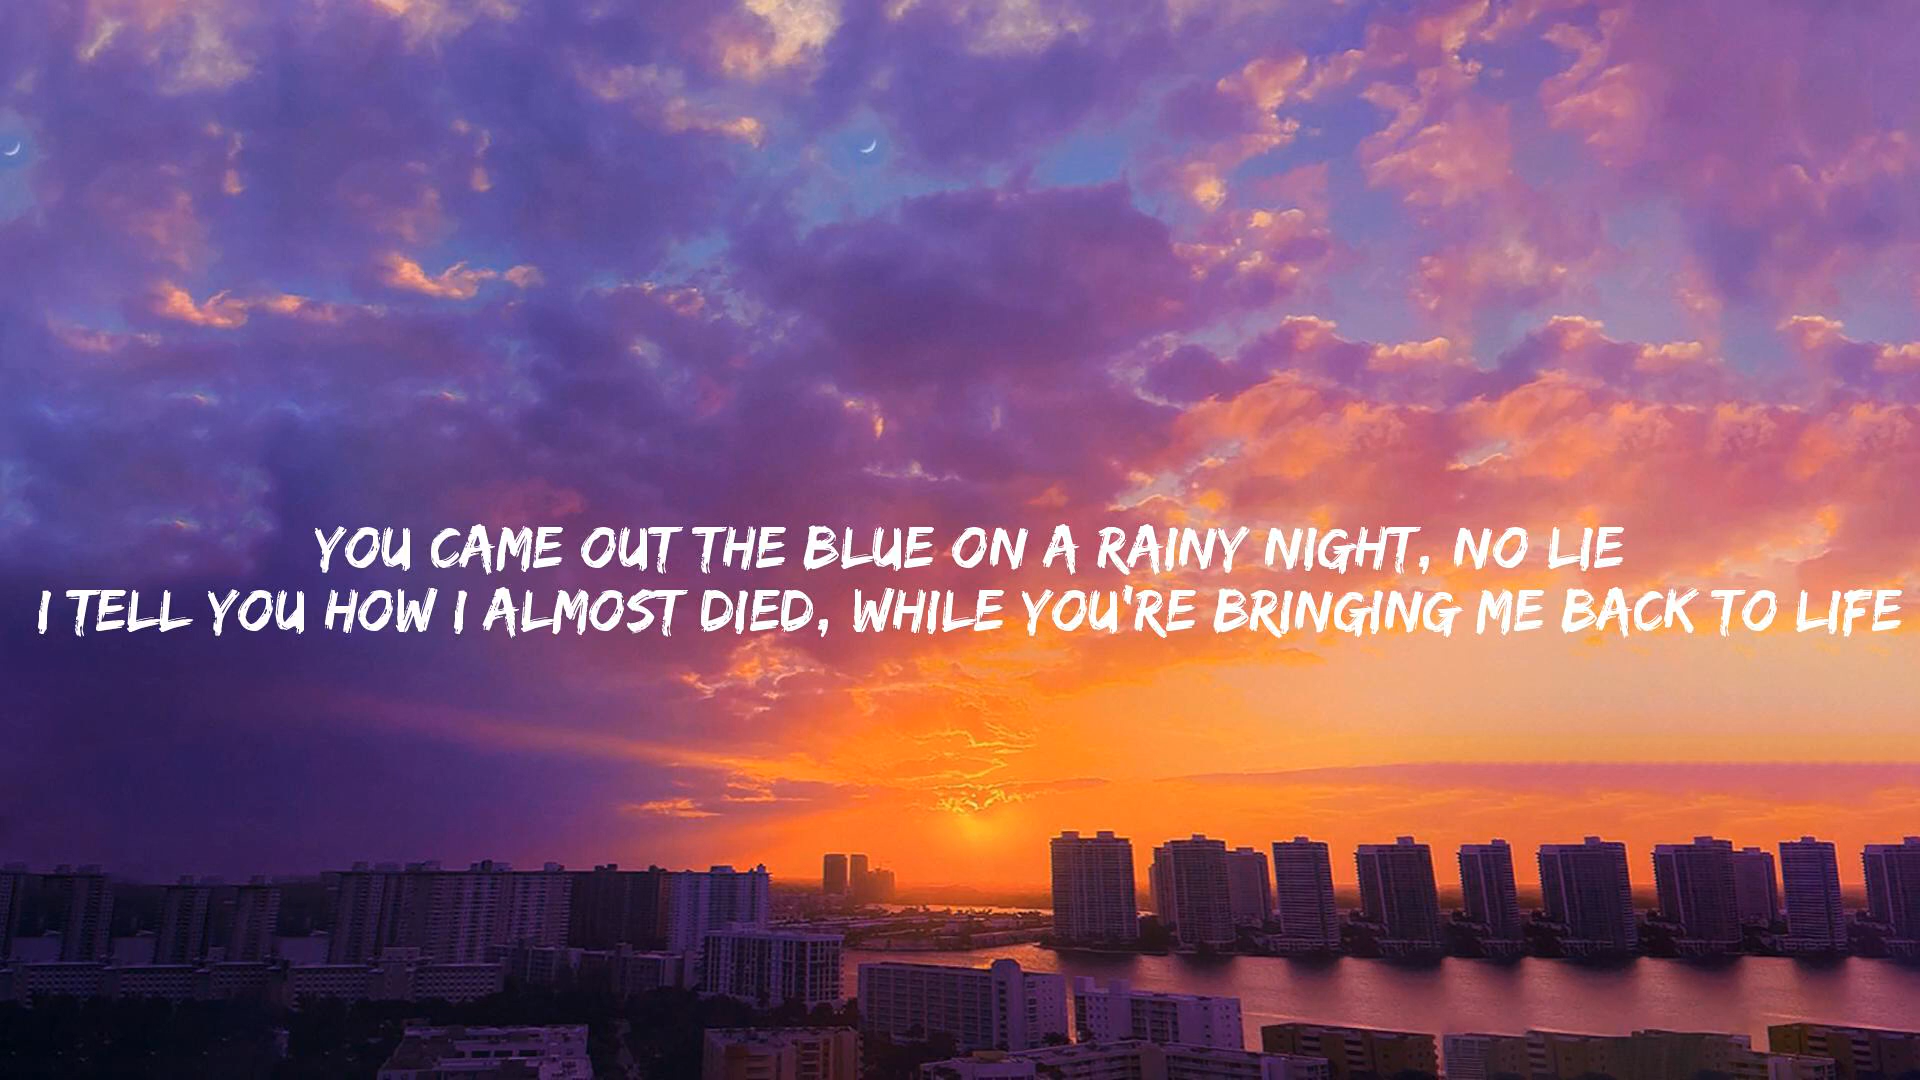 YOU CAME OUT THE BLUE ON A RAINY NIGHT, NO LIE
I TELL YOU HOW I ALMOST DIED, WHILE YOU'RE BRINGING ME BACK TO LIFE